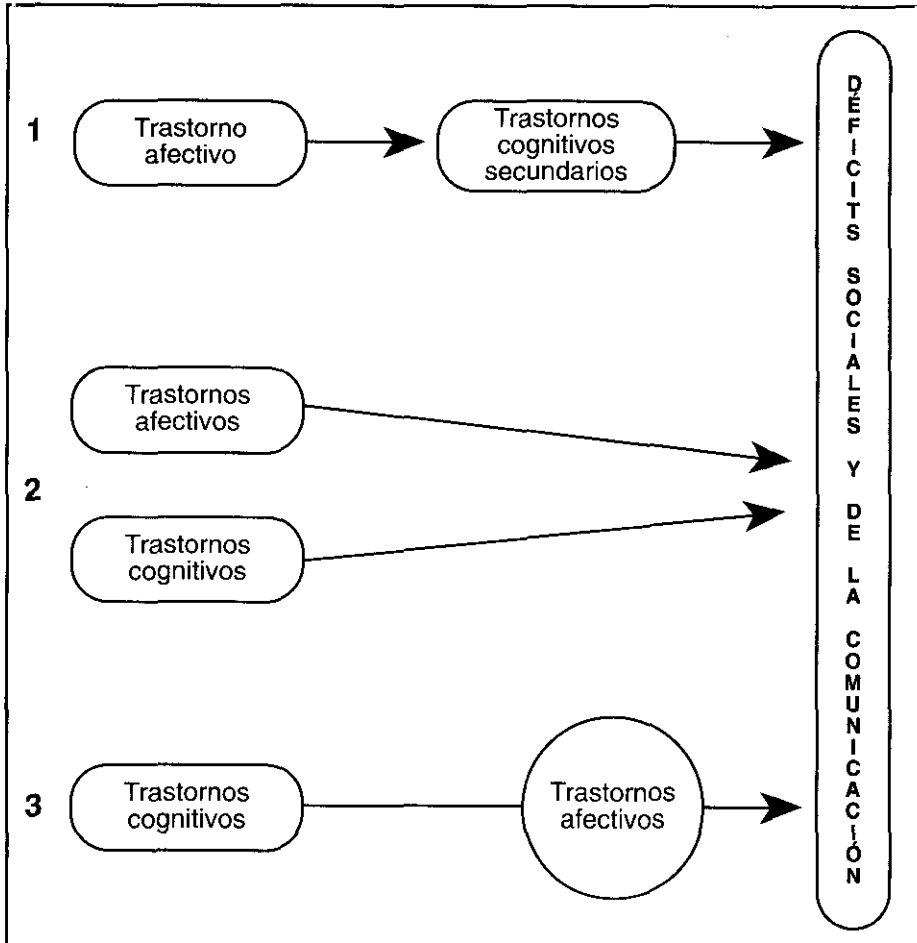 1
Trastorno
afectivo
Trastornos
cognitivos
secundarios
2
Trastornos
afectivos
Trastornos
cognitivos
3
Trastornos
cognitivos
Trastornos
afectivos
DÉFICITS SOCIALES Y DE LA COMUNICACIÓN